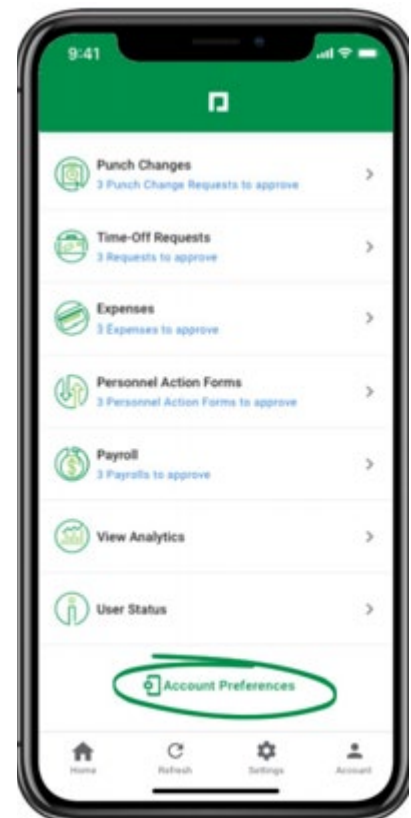 9:41
Punch Changes
3 Punch Change Requests to approve
Time-Off Requests
3 Requests to approve
Expenses
3 Expenses to approve
Personnel Action Forms
3 Personnel Action Forms to approve
Payroll
3 Payrolls to approve
View Analytics
User Status
Account Preferences
Home Refresh Settings Account